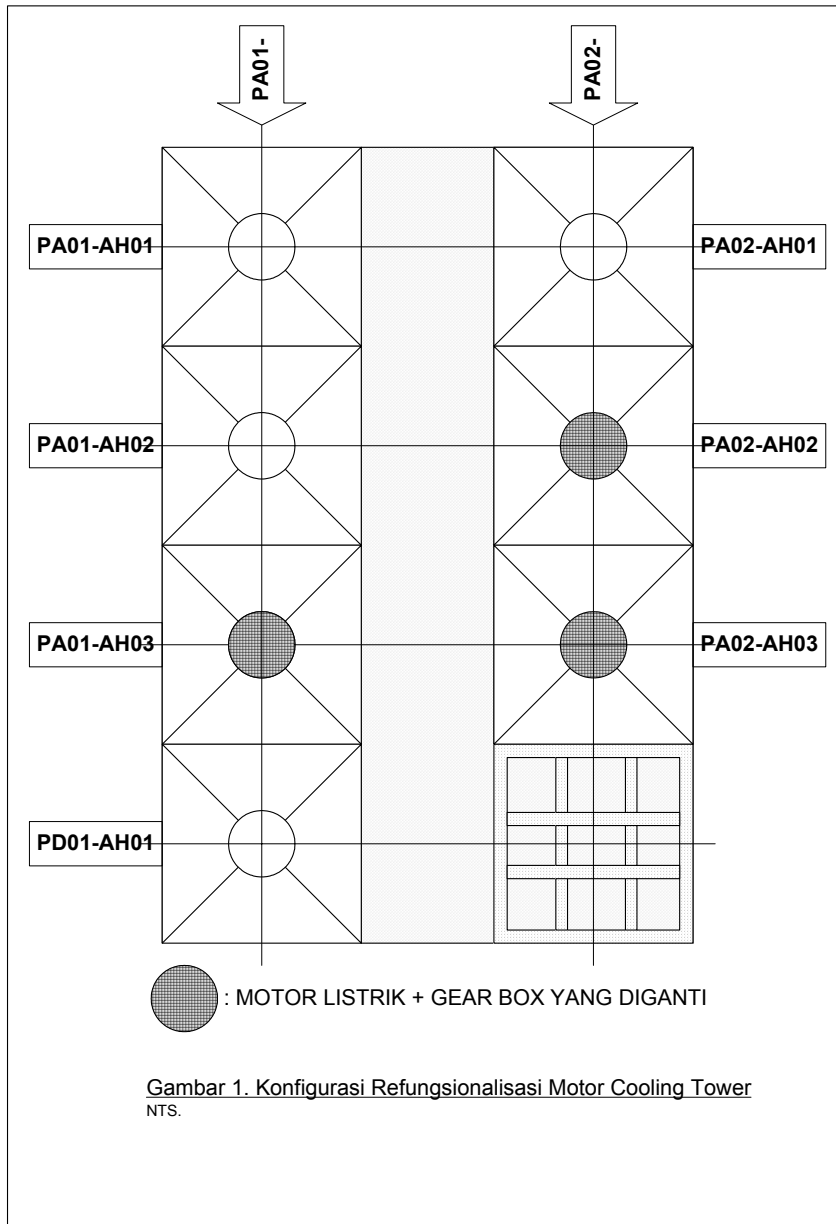 PA01-
PA02-
PA01-AH01
PA02-AH01
PA01-AH02
PA02-AH02
PA01-AH03
PA02-AH03
PD01-AH01
: MOTOR LISTRIK + GEAR BOX YANG DIGANTI
Gambar 1. Konfigurasi Refungsionalisasi Motor Cooling Tower
NTS.